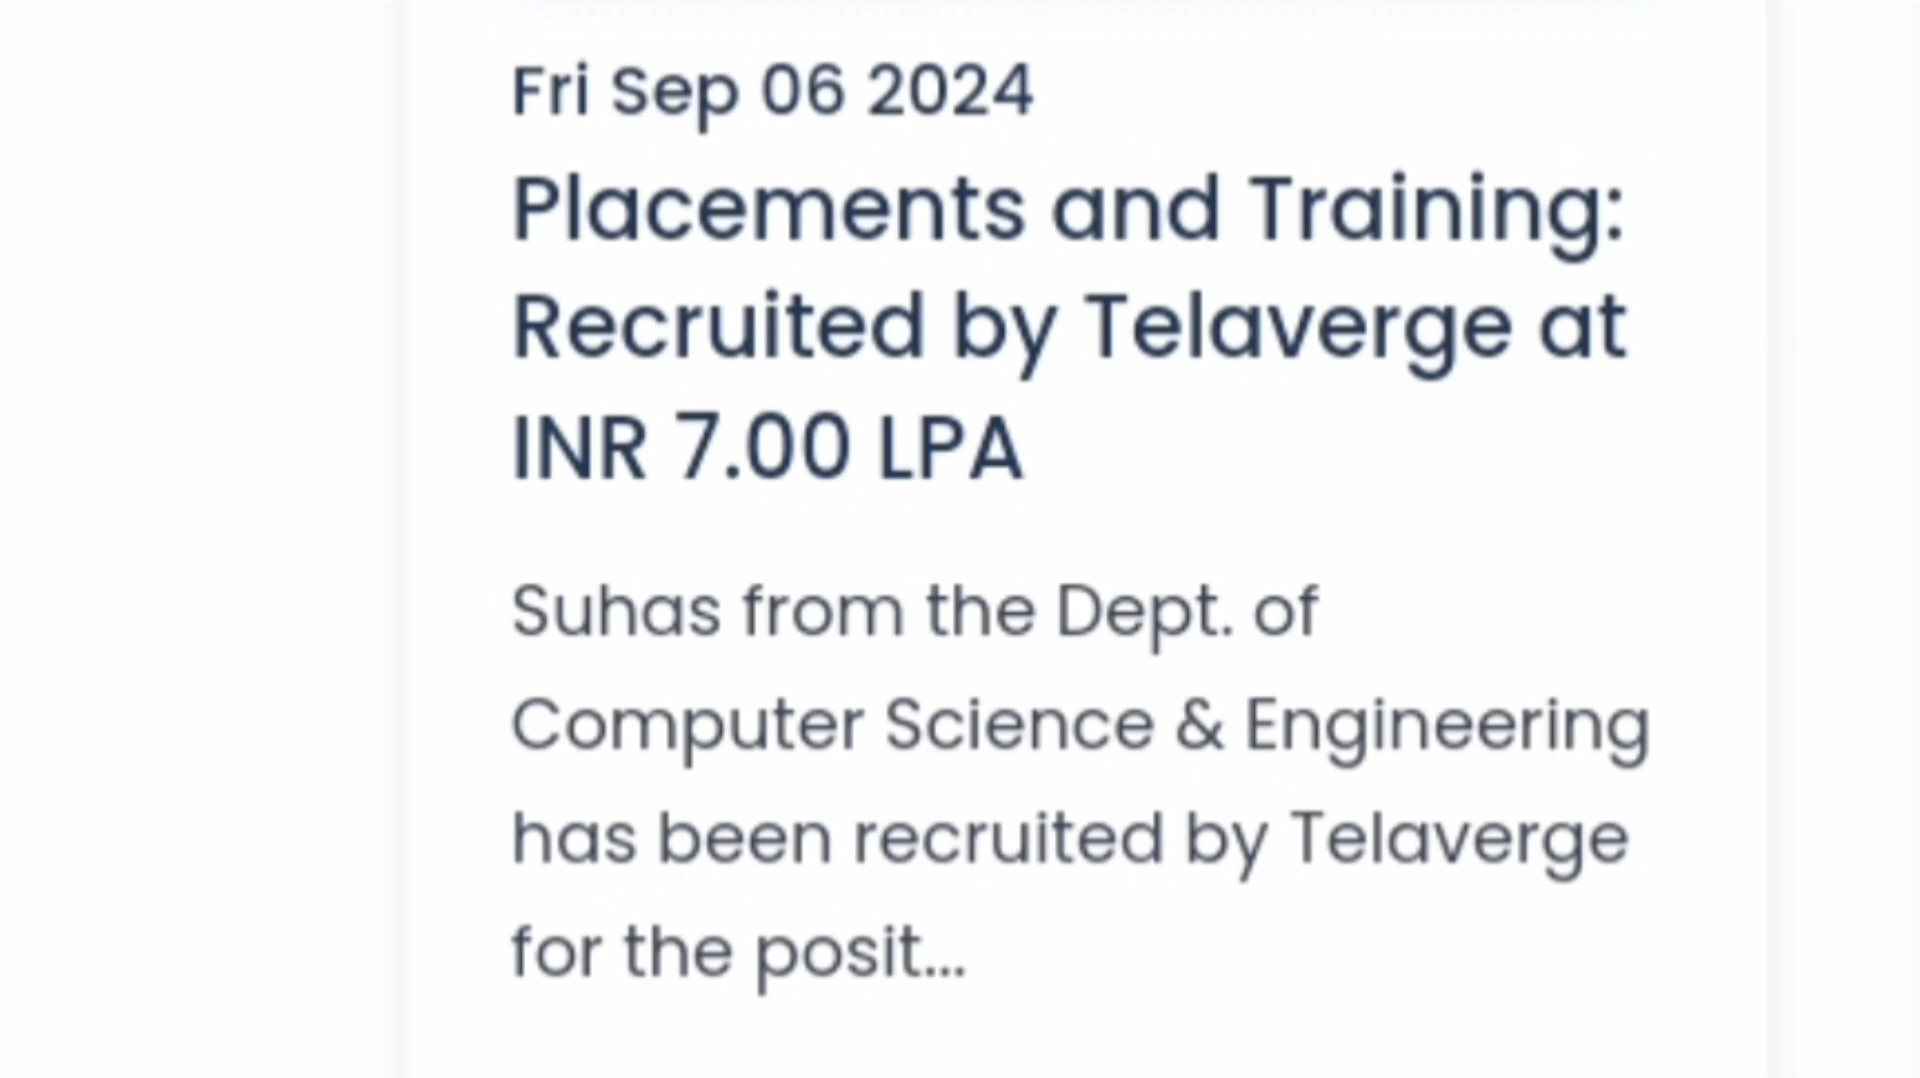 Fri Sep 06 2024
Placements and Training:
Recruited by Telaverge at
INR 7.00 LPA
Suhas from the Dept. of
Computer Science & Engineering
has been recruited by Telaverge
for the posit...